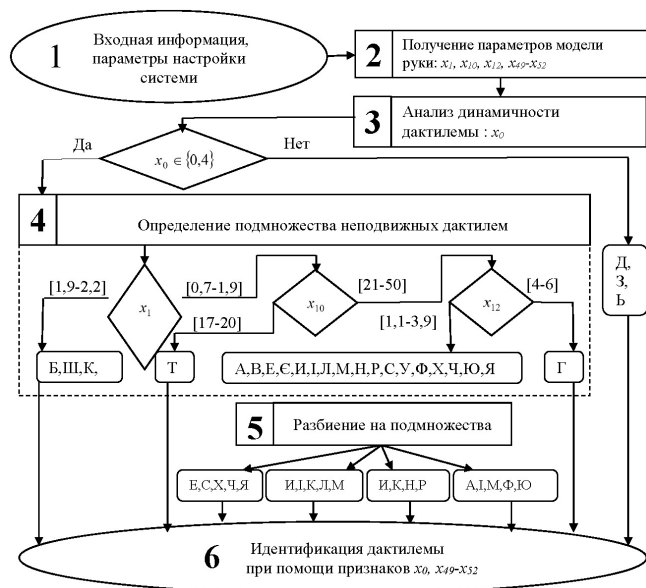 1
Входная информация,
параметры настройки
системи
2
Получение параметров модели
руки: x1, x10, x12, x49-x52
3
Анализ динамичности
дактилемы : x0
Да
x0 ∈ {0,4}
Нет
4
Определение подмножества неподвижных дактилем
[1,9-2,2]
x1
[0,7-1,9]
[17-20]
x10
[21-50]
[1,1-3,9]
x12
[4-6]
Д,
З,
Ь
Б,Ш,К,
Т
А,В,Е,Є,И,І,Л,М,Н,Р,С,У,Ф,Х,Ч,Ю,Я
Г
5
Разбиение на подмножества
Е,С,Х,Ч,Я
И,І,К,Л,М
И,К,Н,Р
А,І,М,Ф,Ю
6
Идентификация дактилемы
при помощи признаков x0, x49-x52